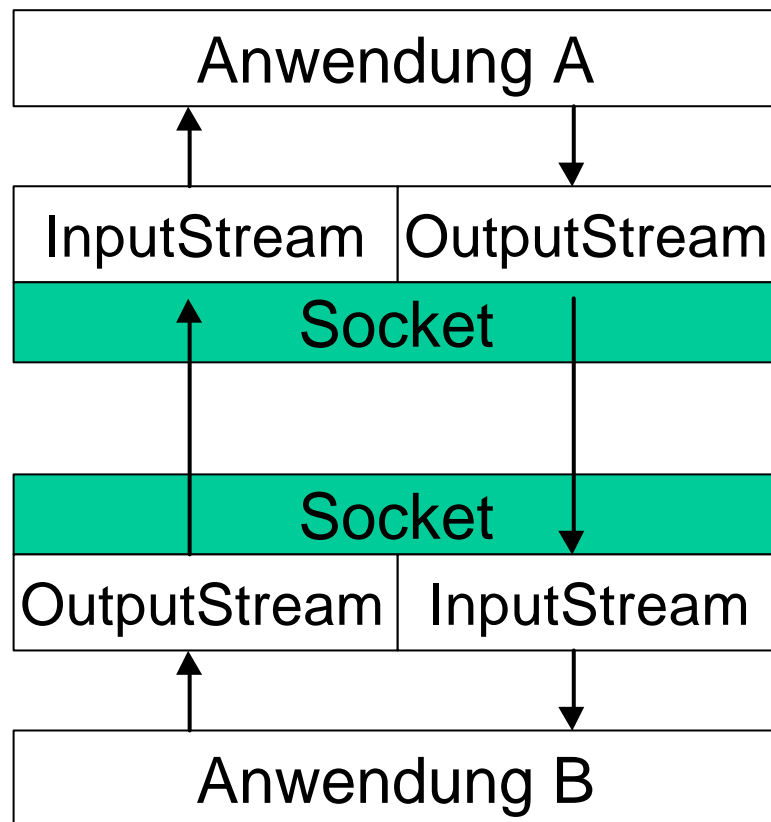 Anwendung A
InputStream OutputStream
Socket
Socket
OutputStream InputStream
Anwendung B